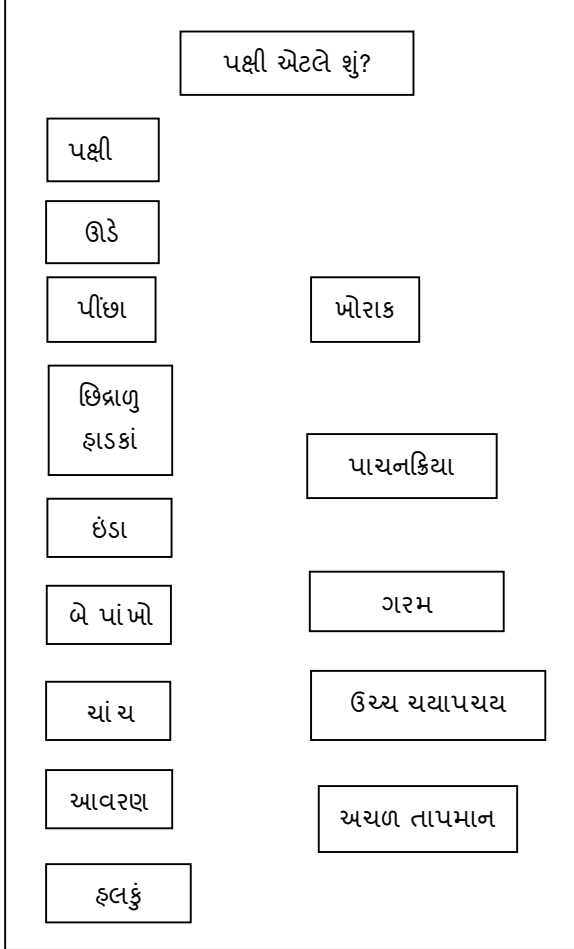 પક્ષી એટલે શું?
પક્ષી
ઊડે
પીંછા
ખોરાક
છિદ્રાળુ
હાડકાં
પાચનક્રિયા
ઇંડા
બે પાંખો
ગરમ
ચાંચ
ઉચ્ચ ચયાપચય
આવરણ
અચળ તાપમાન
હલકું